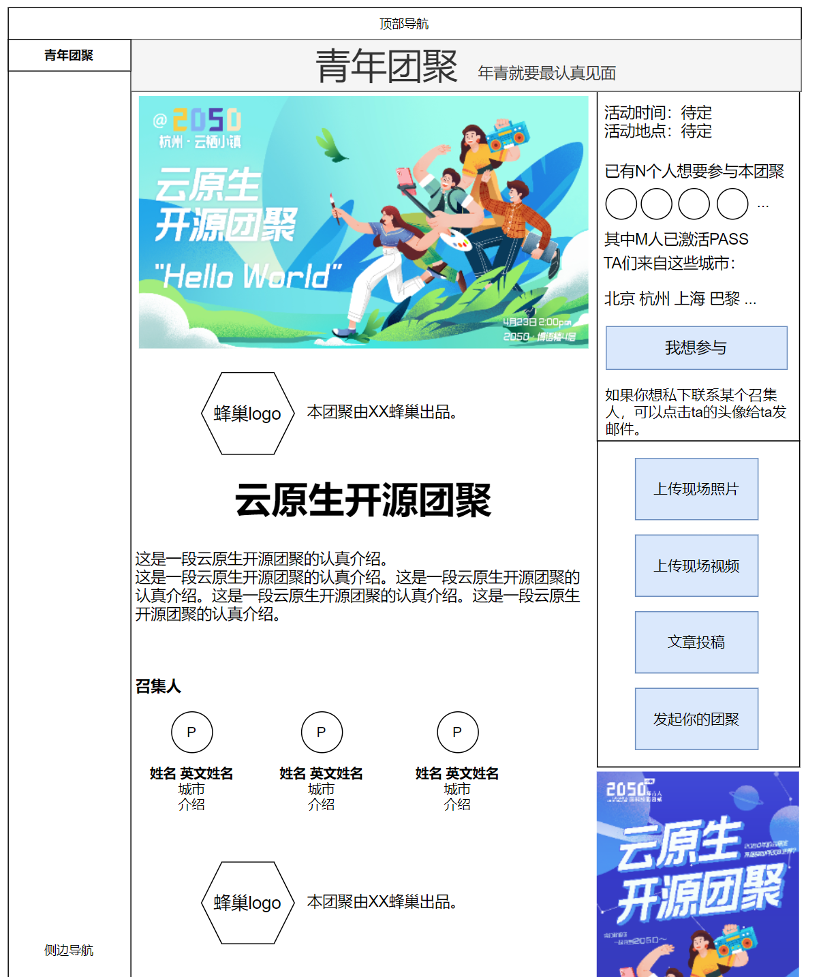 顶部导航
青年团聚
青年团聚 年青就要最认真见面
@2050
杭州·云栖小镇
云原生
开源团聚
“Hello World”
4月23日 2:00pm
2050·博悟楼4层
蜂巢logo
本团聚由XX蜂巢出品。
云原生开源团聚
这是一段云原生开源团聚的认真介绍。
这是一段云原生开源团聚的认真介绍。这是一段云原生开源团聚的
认真介绍。这是一段云原生开源团聚的认真介绍。这是一段云原生
开源团聚的认真介绍。
召集人
P
P
P
姓名 英文姓名
城市
介绍
姓名 英文姓名
城市
介绍
姓名 英文姓名
城市
介绍
蜂巢logo
本团聚由XX蜂巢出品。
侧边导航
活动时间：待定
活动地点：待定
已有N个人想要参与本团聚
...
其中M人已激活PASS
TA们来自这些城市：
北京 杭州 上海 巴黎 ...
我想参与
如果你想私下联系某个召集
人，可以点击ta的头像给ta发
邮件。
上传现场照片
上传现场视频
文章投稿
发起你的团聚
2050
云原生
开源团聚